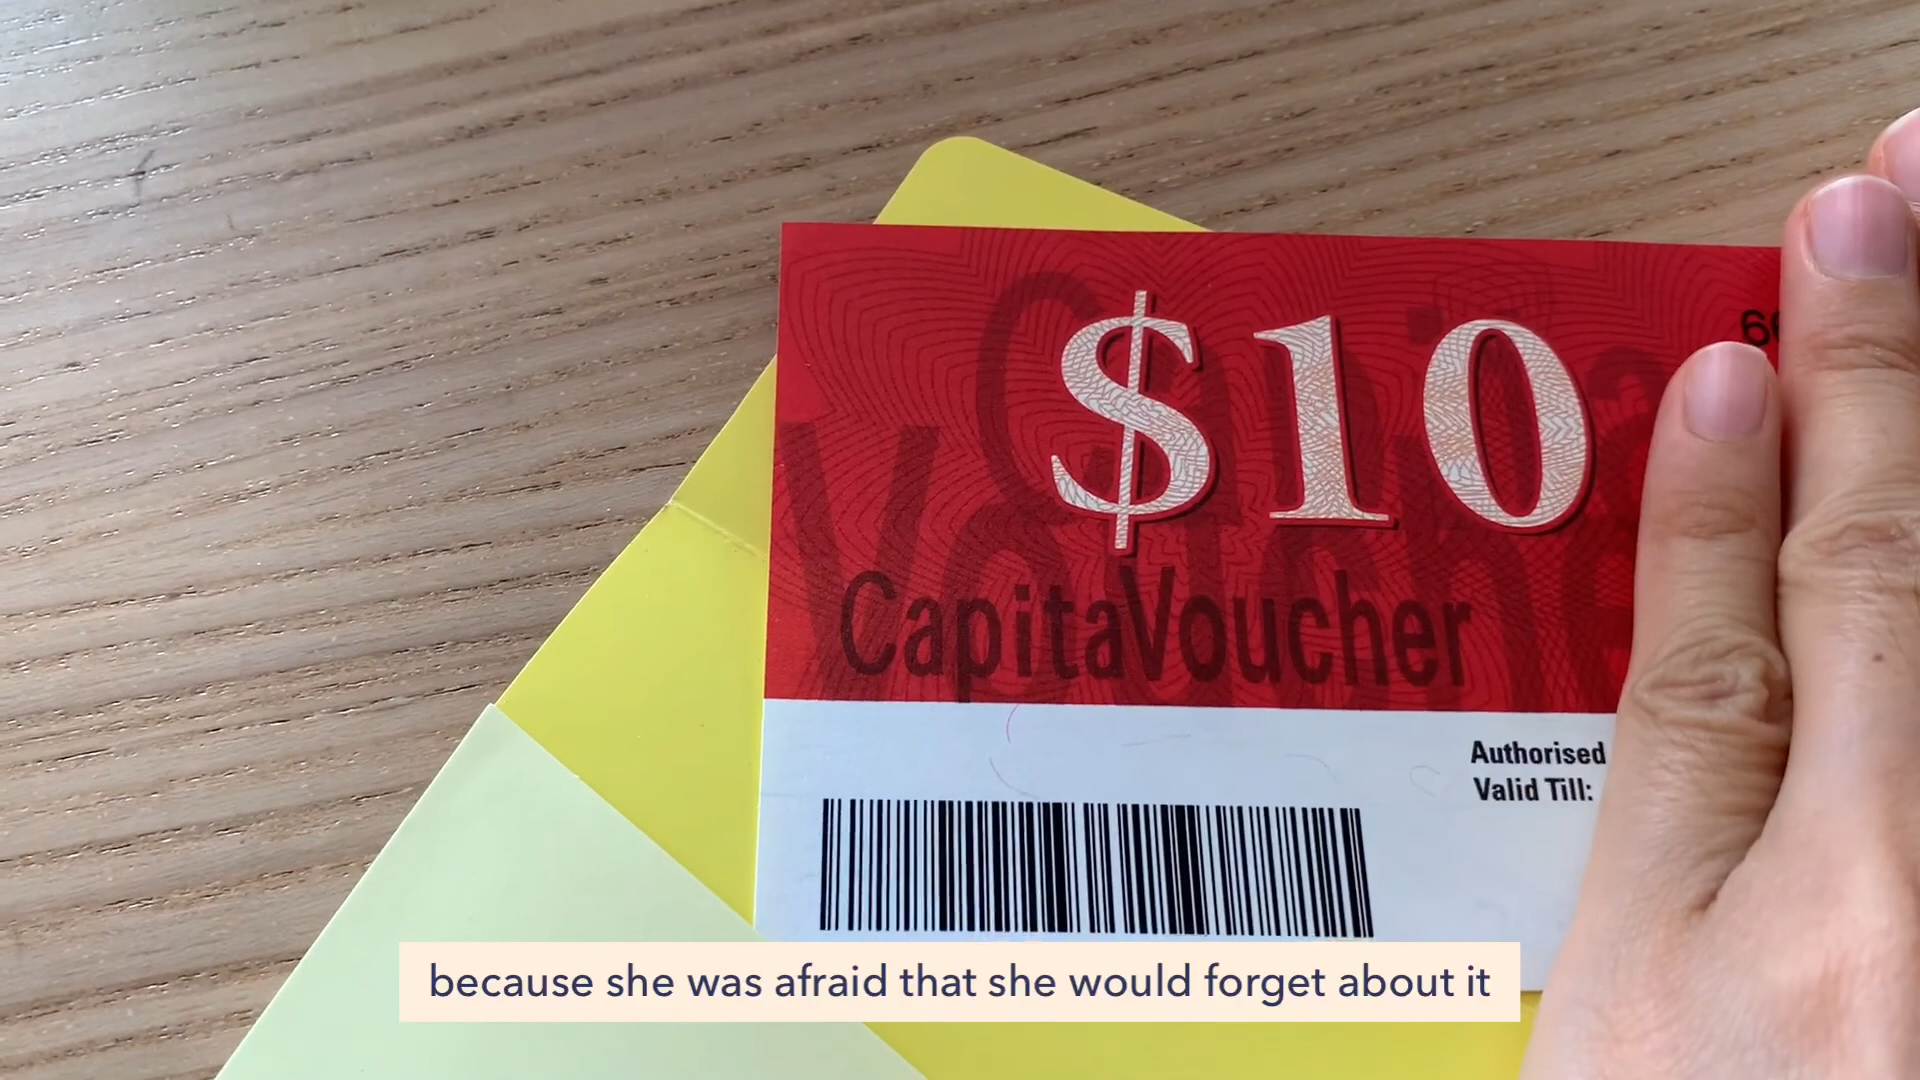 $10
CapitaVoucher
Authorised
Valid Till:
because she was afraid that she would forget about it